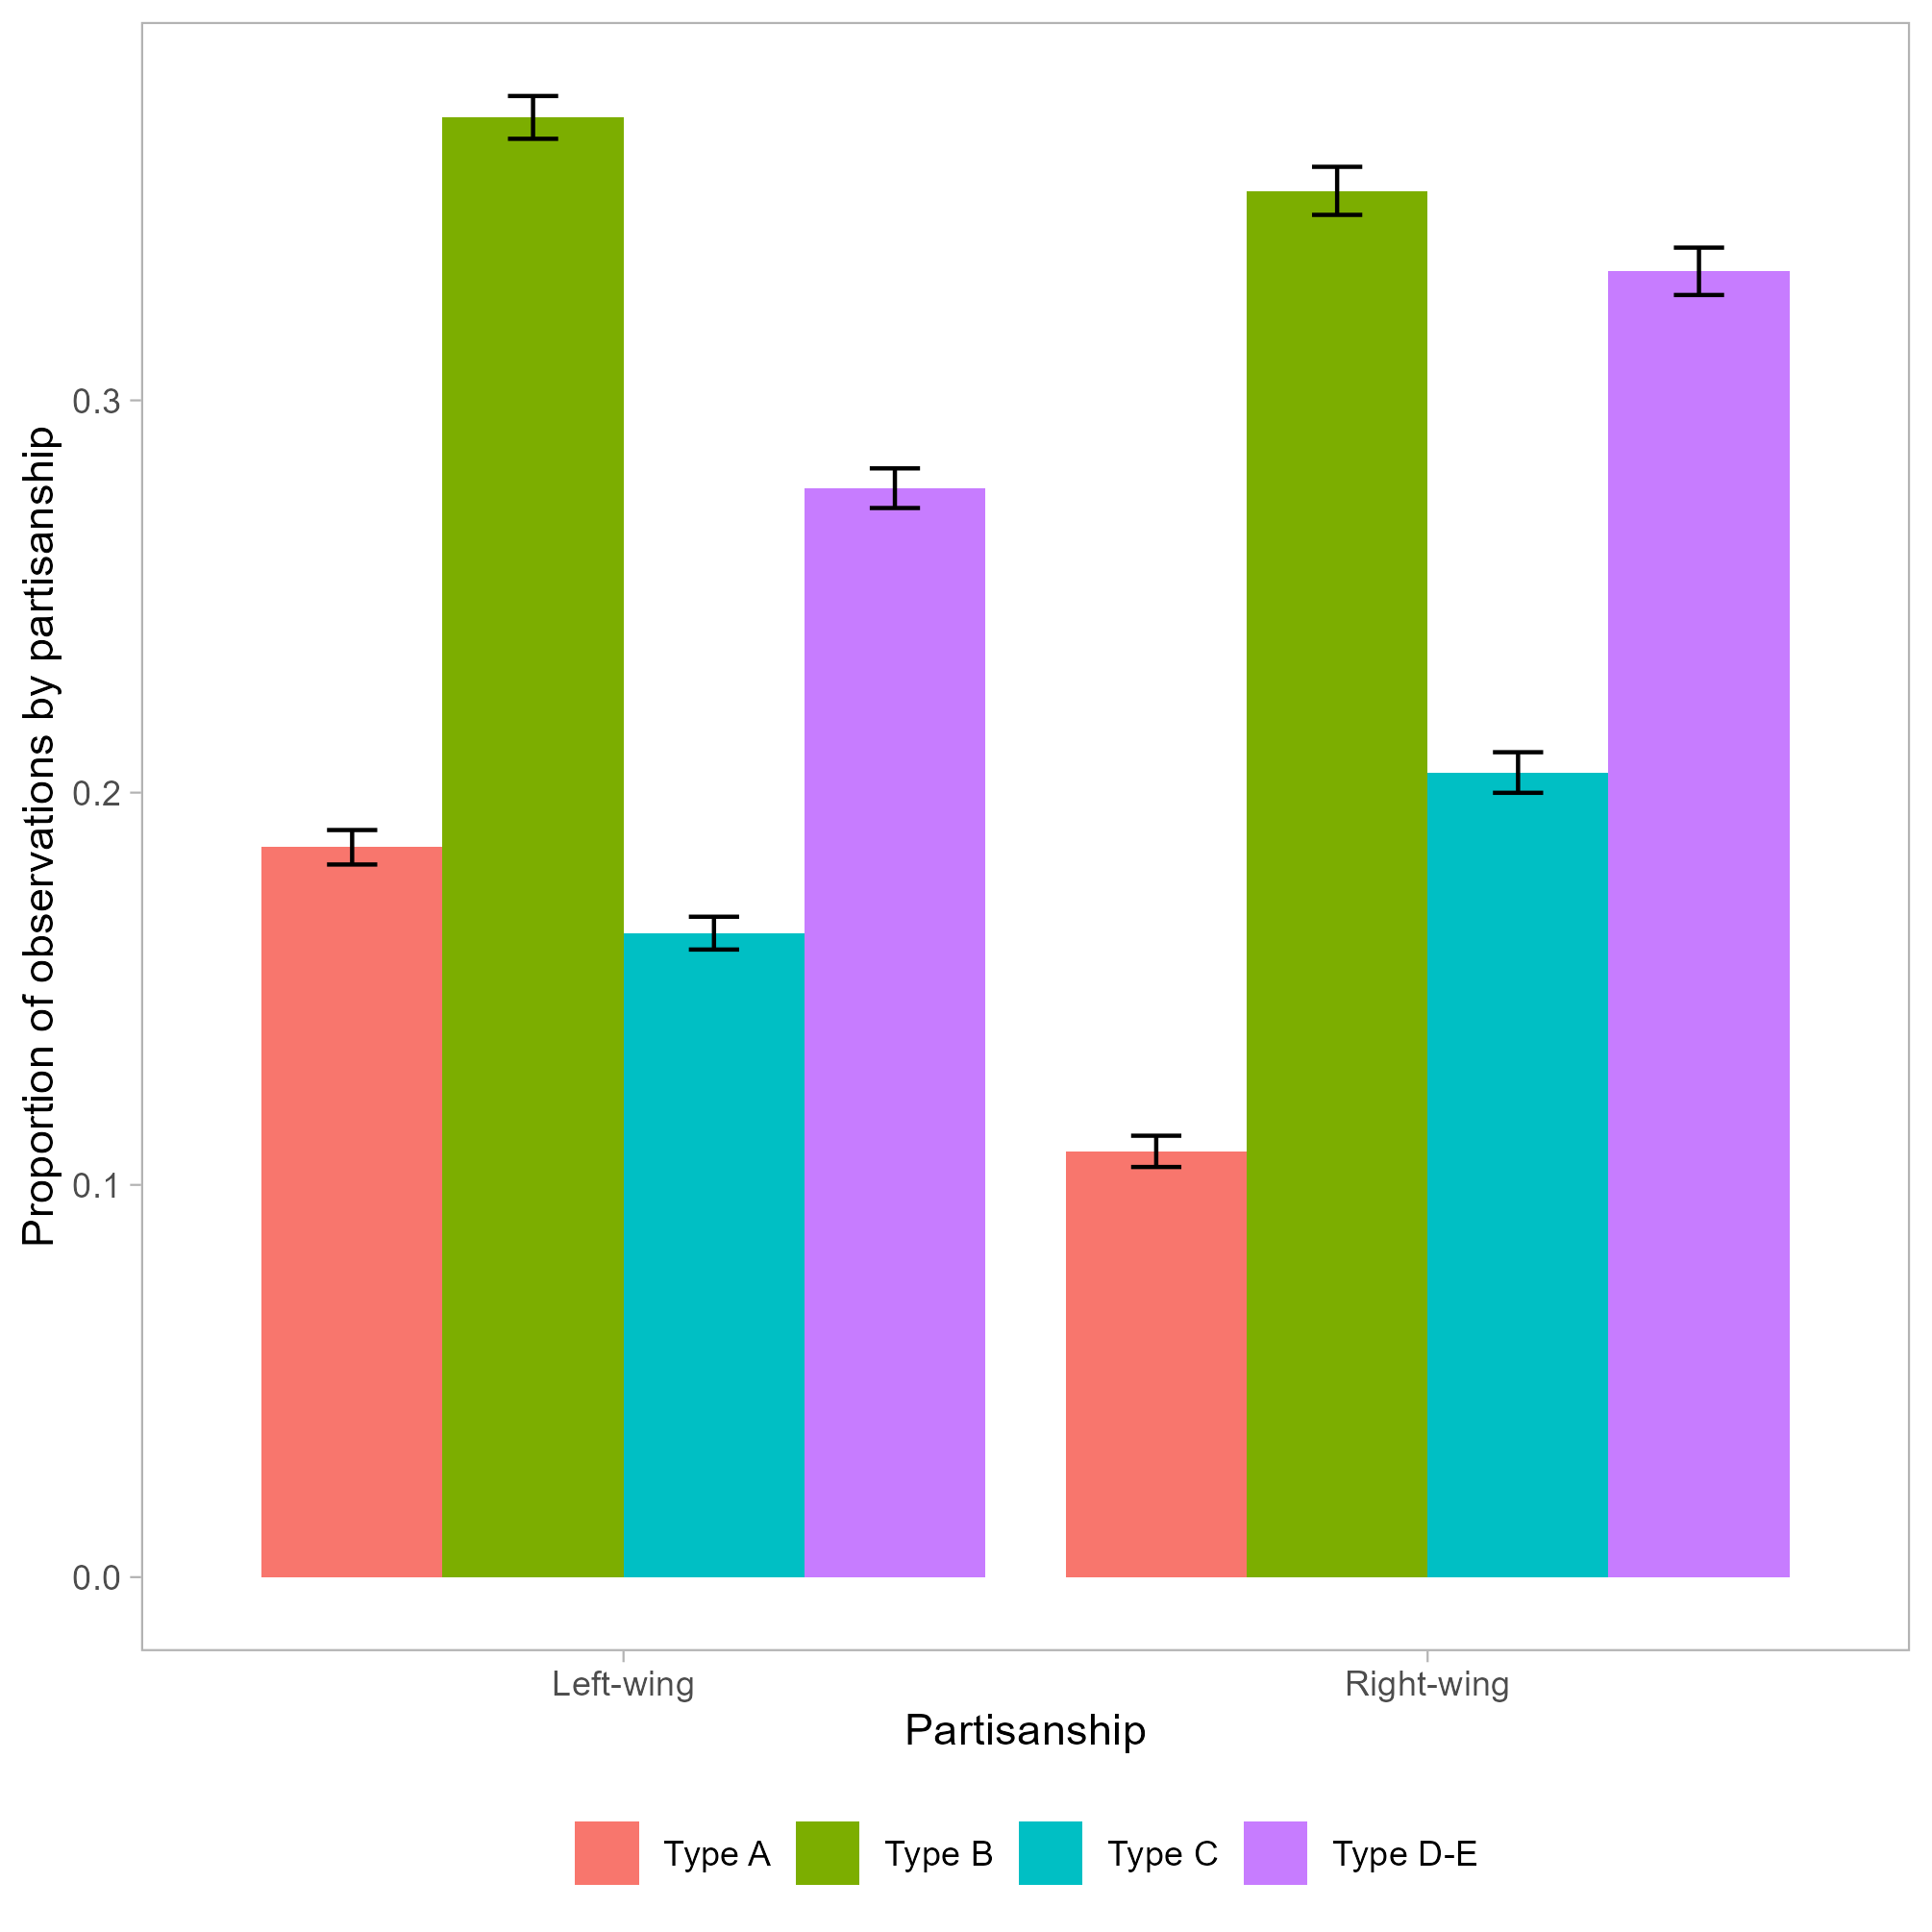 Proportion of observations by partisanship
0.3
0.2
0.1
0.0
Left-wing Right-wing
Partisanship
Type A Type B Type C Type D-E